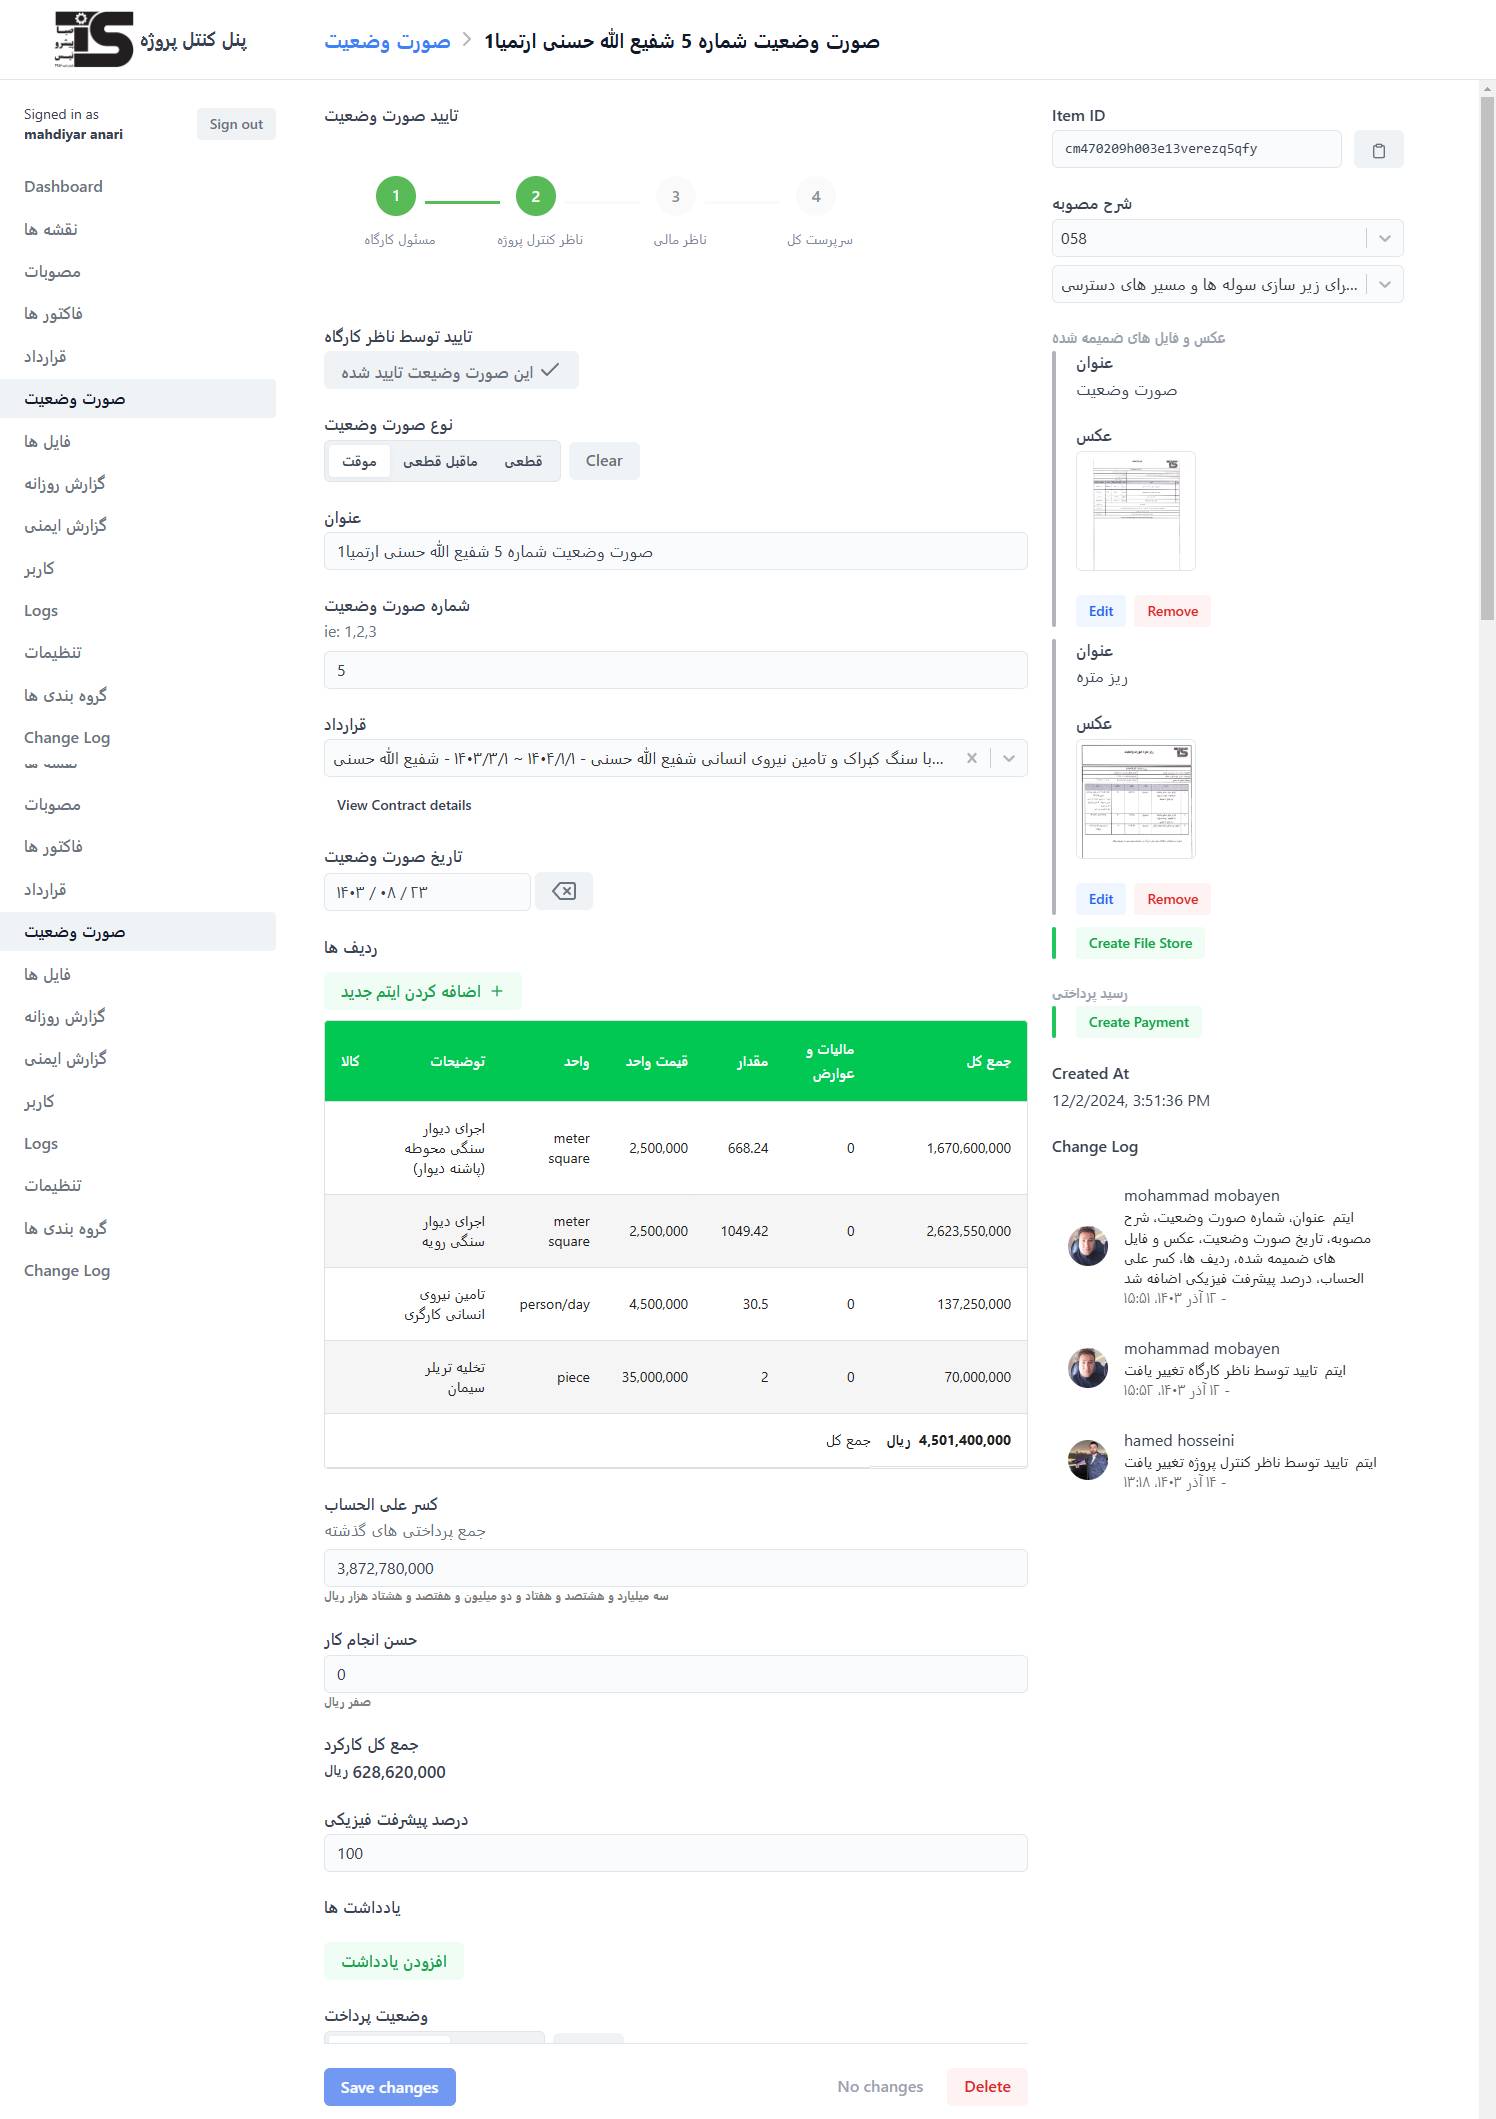 پنل کنترل پروژه
صورت وضعیت > صورت وضعیت شماره 5 شفیع الله حسنی ارتمیا1
Signed in as
mahdiyar anari
Sign out
Dashboard
نقشه ها
مصوبات
فاکتور ها
قرارداد
صورت وضعیت
فایل ها
گزارش روزانه
گزارش ایمنی
کاربر
Logs
تنظیمات
گروه بندی ها
Change Log
مصوبات
فاکتور ها
قرارداد
صورت وضعیت
فایل ها
گزارش روزانه
گزارش ایمنی
کاربر
Logs
تنظیمات
گروه بندی ها
Change Log
تایید صورت وضعیت
1 2 3 4
مسئول کارگاه
ناظر کنترل پروژه
ناظر مالی
سرپرست کل
تایید توسط ناظر کارگاه
این صورت وضیعت تایید شده
نوع صورت وضعیت
موقت ماقبل قطعی قطعی Clear
عنوان
صورت وضعیت شماره 5 شفیع الله حسنی ارتمیا1
شماره صورت وضعیت
ie: 1,2,3
5
قرارداد
با سنگ کپراک و تامین نیروی انسانی شفیع الله حسنی - ۱۴۰۳/۳/۱ ~ ۱۴۰۴/۱/۱ - شفیع الله حسنی...
View Contract details
تاریخ صورت وضعیت
۱۴۰۳ / ۰۸ / ۲۳
ردیف ها
+ اضافه کردن ایتم جدید
کالا توضیحات واحد قیمت واحد مقدار مالیات و عوارض جمع کل
اجرای دیوار سنگی محوطه (پاشنه دیوار) meter square 2,500,000 668.24 0 1,670,600,000
اجرای دیوار سنگی رویه meter square 2,500,000 1049.42 0 2,623,550,000
تامین نیروی انسانی کارگری person/day 4,500,000 30.5 0 137,250,000
تخلیه تریلر سیمان piece 35,000,000 2 0 70,000,000
جمع کل 4,501,400,000 ریال
کسر علی الحساب
جمع پرداختی های گذشته
3,872,780,000
سه میلیارد و هشتصد و هفتاد و دو میلیون و هفتصد و هشتاد هزار ریال
حسن انجام کار
0
صفر ریال
جمع کل کارکرد
628,620,000 ریال
درصد پیشرفت فیزیکی
100
یادداشت ها
افزودن یادداشت
وضعیت پرداخت
Save changes
No changes
Delete
Item ID
cm470209h003e13verezq5qfy
شرح مصوبه
058
...رای زیر سازی سوله ها و مسیر های دسترسی
عکس و فایل های ضمیمه شده
عنوان
صورت وضعیت
عکس
Edit Remove
عنوان
ریز متره
عکس
Edit Remove
Create File Store
رسید پرداختی
Create Payment
Created At
12/2/2024, 3:51:36 PM
Change Log
mohammad mobayen
ایتم عنوان، شماره صورت وضعیت، شرح
مصوبه، تاریخ صورت وضعیت، عکس و فایل
های ضمیمه شده، ردیف ها، کسر علی
الحساب، درصد پیشرفت فیزیکی اضافه شد
- ۱۲ آذر ۱۴۰۳، ۱۵:۵۱
mohammad mobayen
ایتم تایید توسط ناظر کارگاه تغییر یافت
- ۱۲ آذر ۱۴۰۳، ۱۵:۵۲
hamed hosseini
ایتم تایید توسط ناظر کنترل پروژه تغییر یافت
- ۱۴ آذر ۱۴۰۳، ۱۳:۱۸